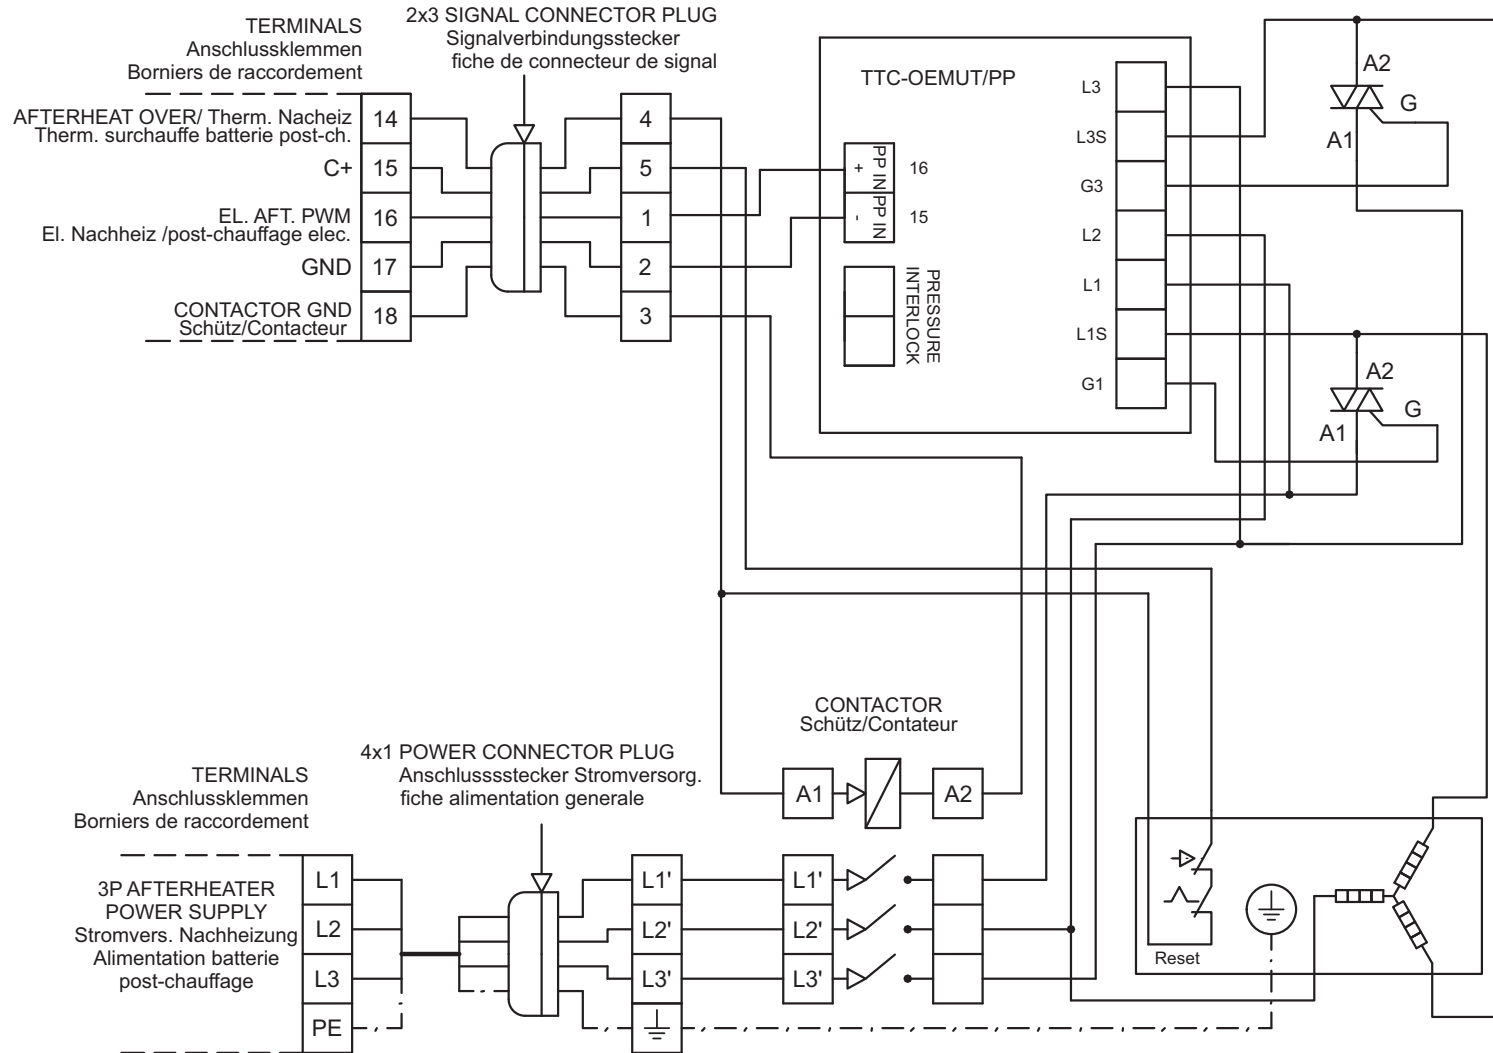 TERMINALS
Anschlussklemmen
Borniers de raccordement
2x3 SIGNAL CONNECTOR PLUG
Signalverbindungsstecker
fiche de connecteur de signal
AFTERHEAT OVER/ Therm. Nacheiz
Therm. surchauffe batterie post-ch.
C+
EL. AFT. PWM
El. Nachheiz /post-chauffage elec.
GND
CONTACTOR GND
Schütz/Contacteur
14
15
16
17
18
4
5
1
2
3
TTC-OEMUT/PP
+ PP IN 16
- PP IN 15
PRESSURE
INTERLOCK
L3
L3S
G3
L2
L1
L1S
G1
A2
G
A1
A2
G
A1
CONTACTOR
Schütz/Contateur
A1
A2
4x1 POWER CONNECTOR PLUG
Anschlusssstecker Stromversorg.
fiche alimentation generale
TERMINALS
Anschlussklemmen
Borniers de raccordement
3P AFTERHEATER
POWER SUPPLY
Stromvers. Nachheizung
Alimentation batterie
post-chauffage
L1
L2
L3
PE
L1'
L2'
L3'
L1'
L2'
L3'
Reset